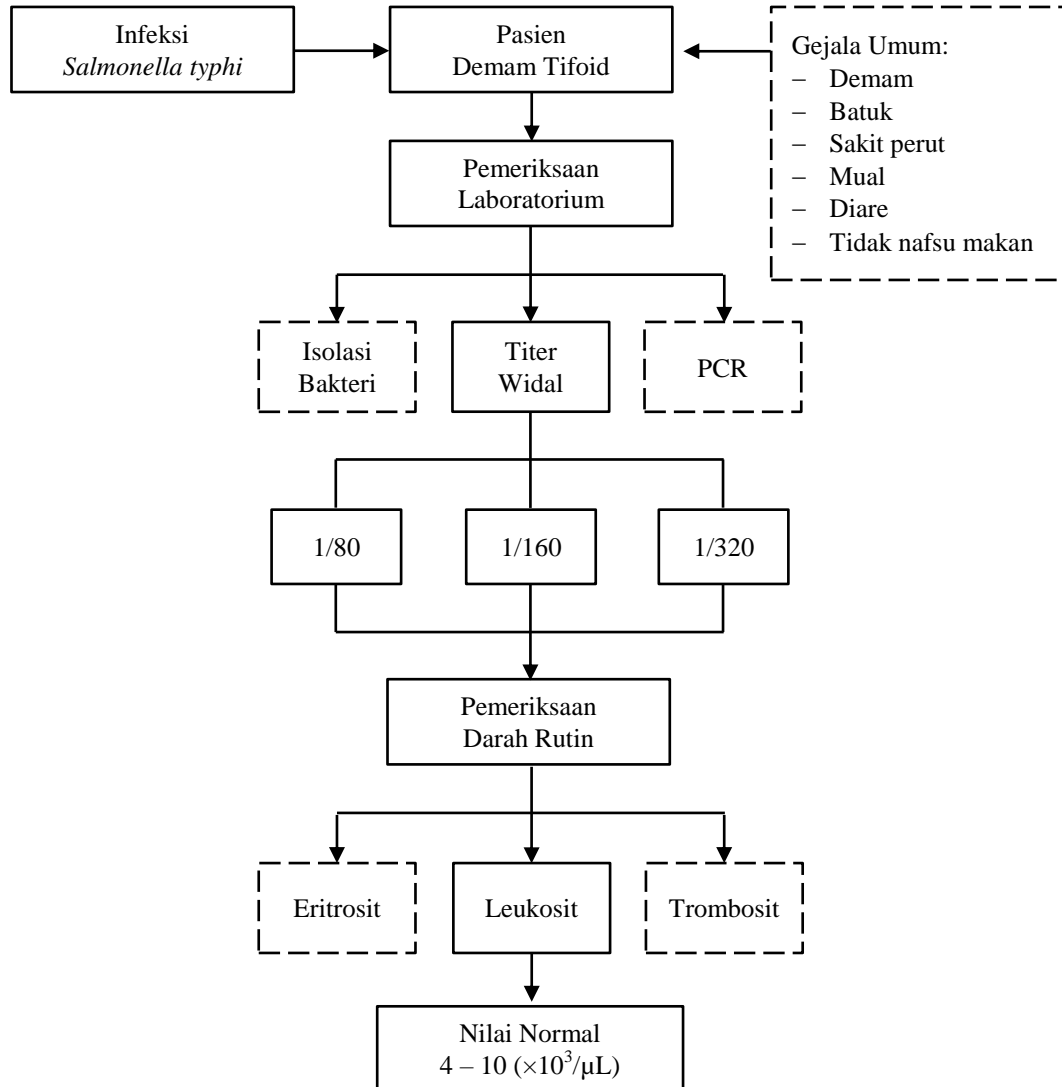 Infeksi
Salmonella typhi
Pasien
Demam Tifoid
Gejala Umum:
– Demam
– Batuk
– Sakit perut
– Mual
– Diare
– Tidak nafsu makan
Pemeriksaan
Laboratorium
Isolasi
Bakteri
Titer
Widal
PCR
1/80
1/160
1/320
Pemeriksaan
Darah Rutin
Eritrosit
Leukosit
Trombosit
Nilai Normal
4 – 10 (×10³/µL)